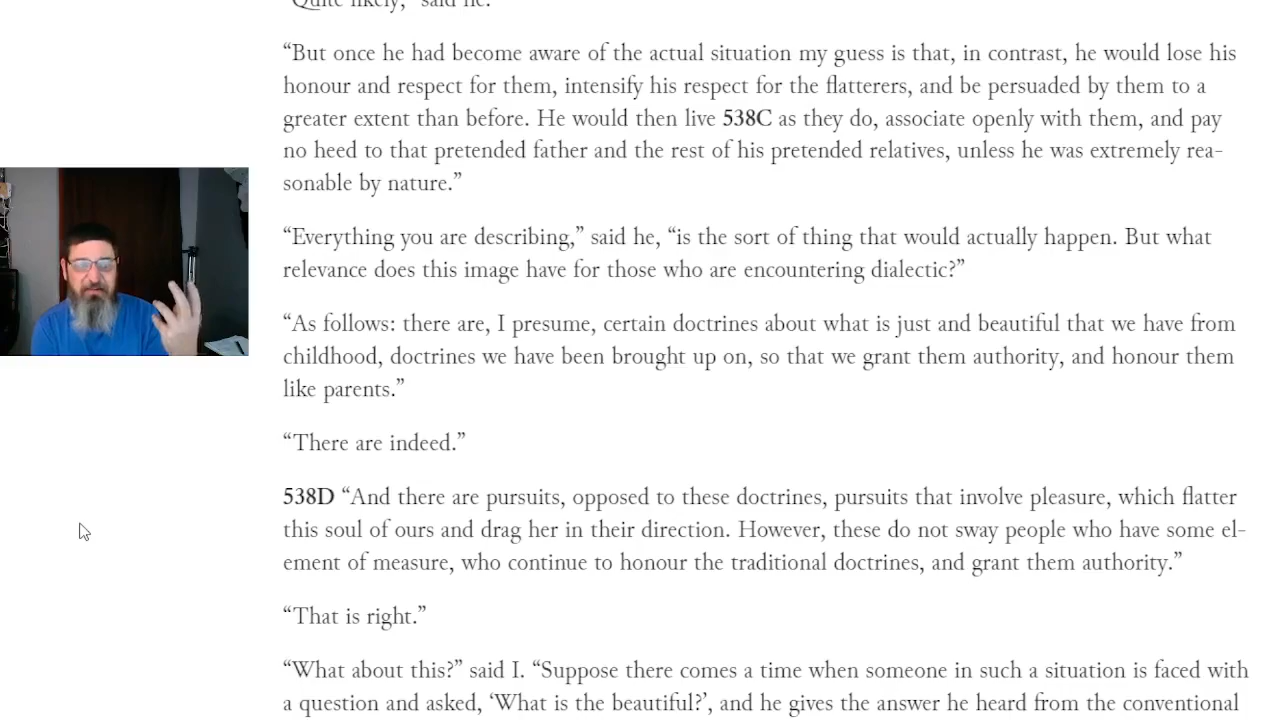 “Quite likely,” said he.
“But once he had become aware of the actual situation my guess is that, in contrast, he would lose his
honour and respect for them, intensify his respect for the flatterers, and be persuaded by them to a
greater extent than before. He would then live 538C as they do, associate openly with them, and pay
no heed to that pretended father and the rest of his pretended relatives, unless he was extremely rea-
sonable by nature.”
“Everything you are describing,” said he, “is the sort of thing that would actually happen. But what
relevance does this image have for those who are encountering dialectic?”
“As follows: there are, I presume, certain doctrines about what is just and beautiful that we have from
childhood, doctrines we have been brought up on, so that we grant them authority, and honour them
like parents.”
“There are indeed.”
538D “And there are pursuits, opposed to these doctrines, pursuits that involve pleasure, which flatter
this soul of ours and drag her in their direction. However, these do not sway people who have some el-
ement of measure, who continue to honour the traditional doctrines, and grant them authority.”
“That is right.”
“What about this?” said I. “Suppose there comes a time when someone in such a situation is faced with
a question and asked, ‘What is the beautiful?’, and he gives the answer he heard from the conventional